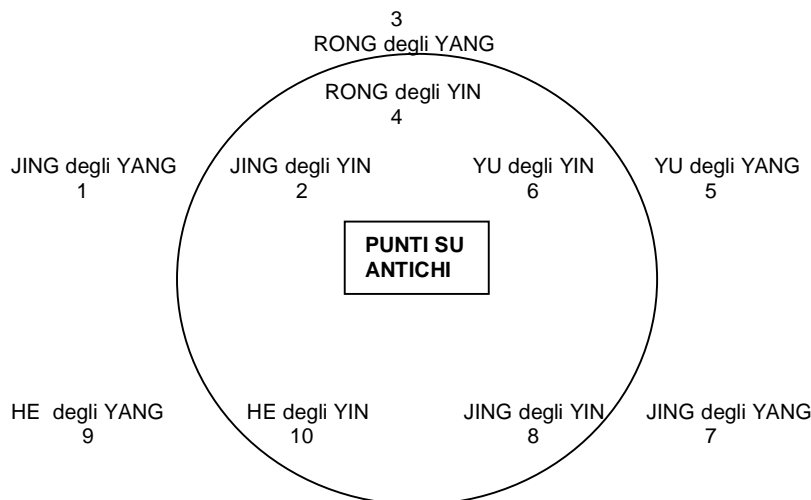 3
RONG degli YANG
RONG degli YIN
4
JING degli YANG JING degli YIN YU degli YIN YU degli YANG
1 2 6 5
PUNTI SU
ANTICHI
HE degli YANG HE degli YIN JING degli YIN JING degli YANG
9 10 8 7